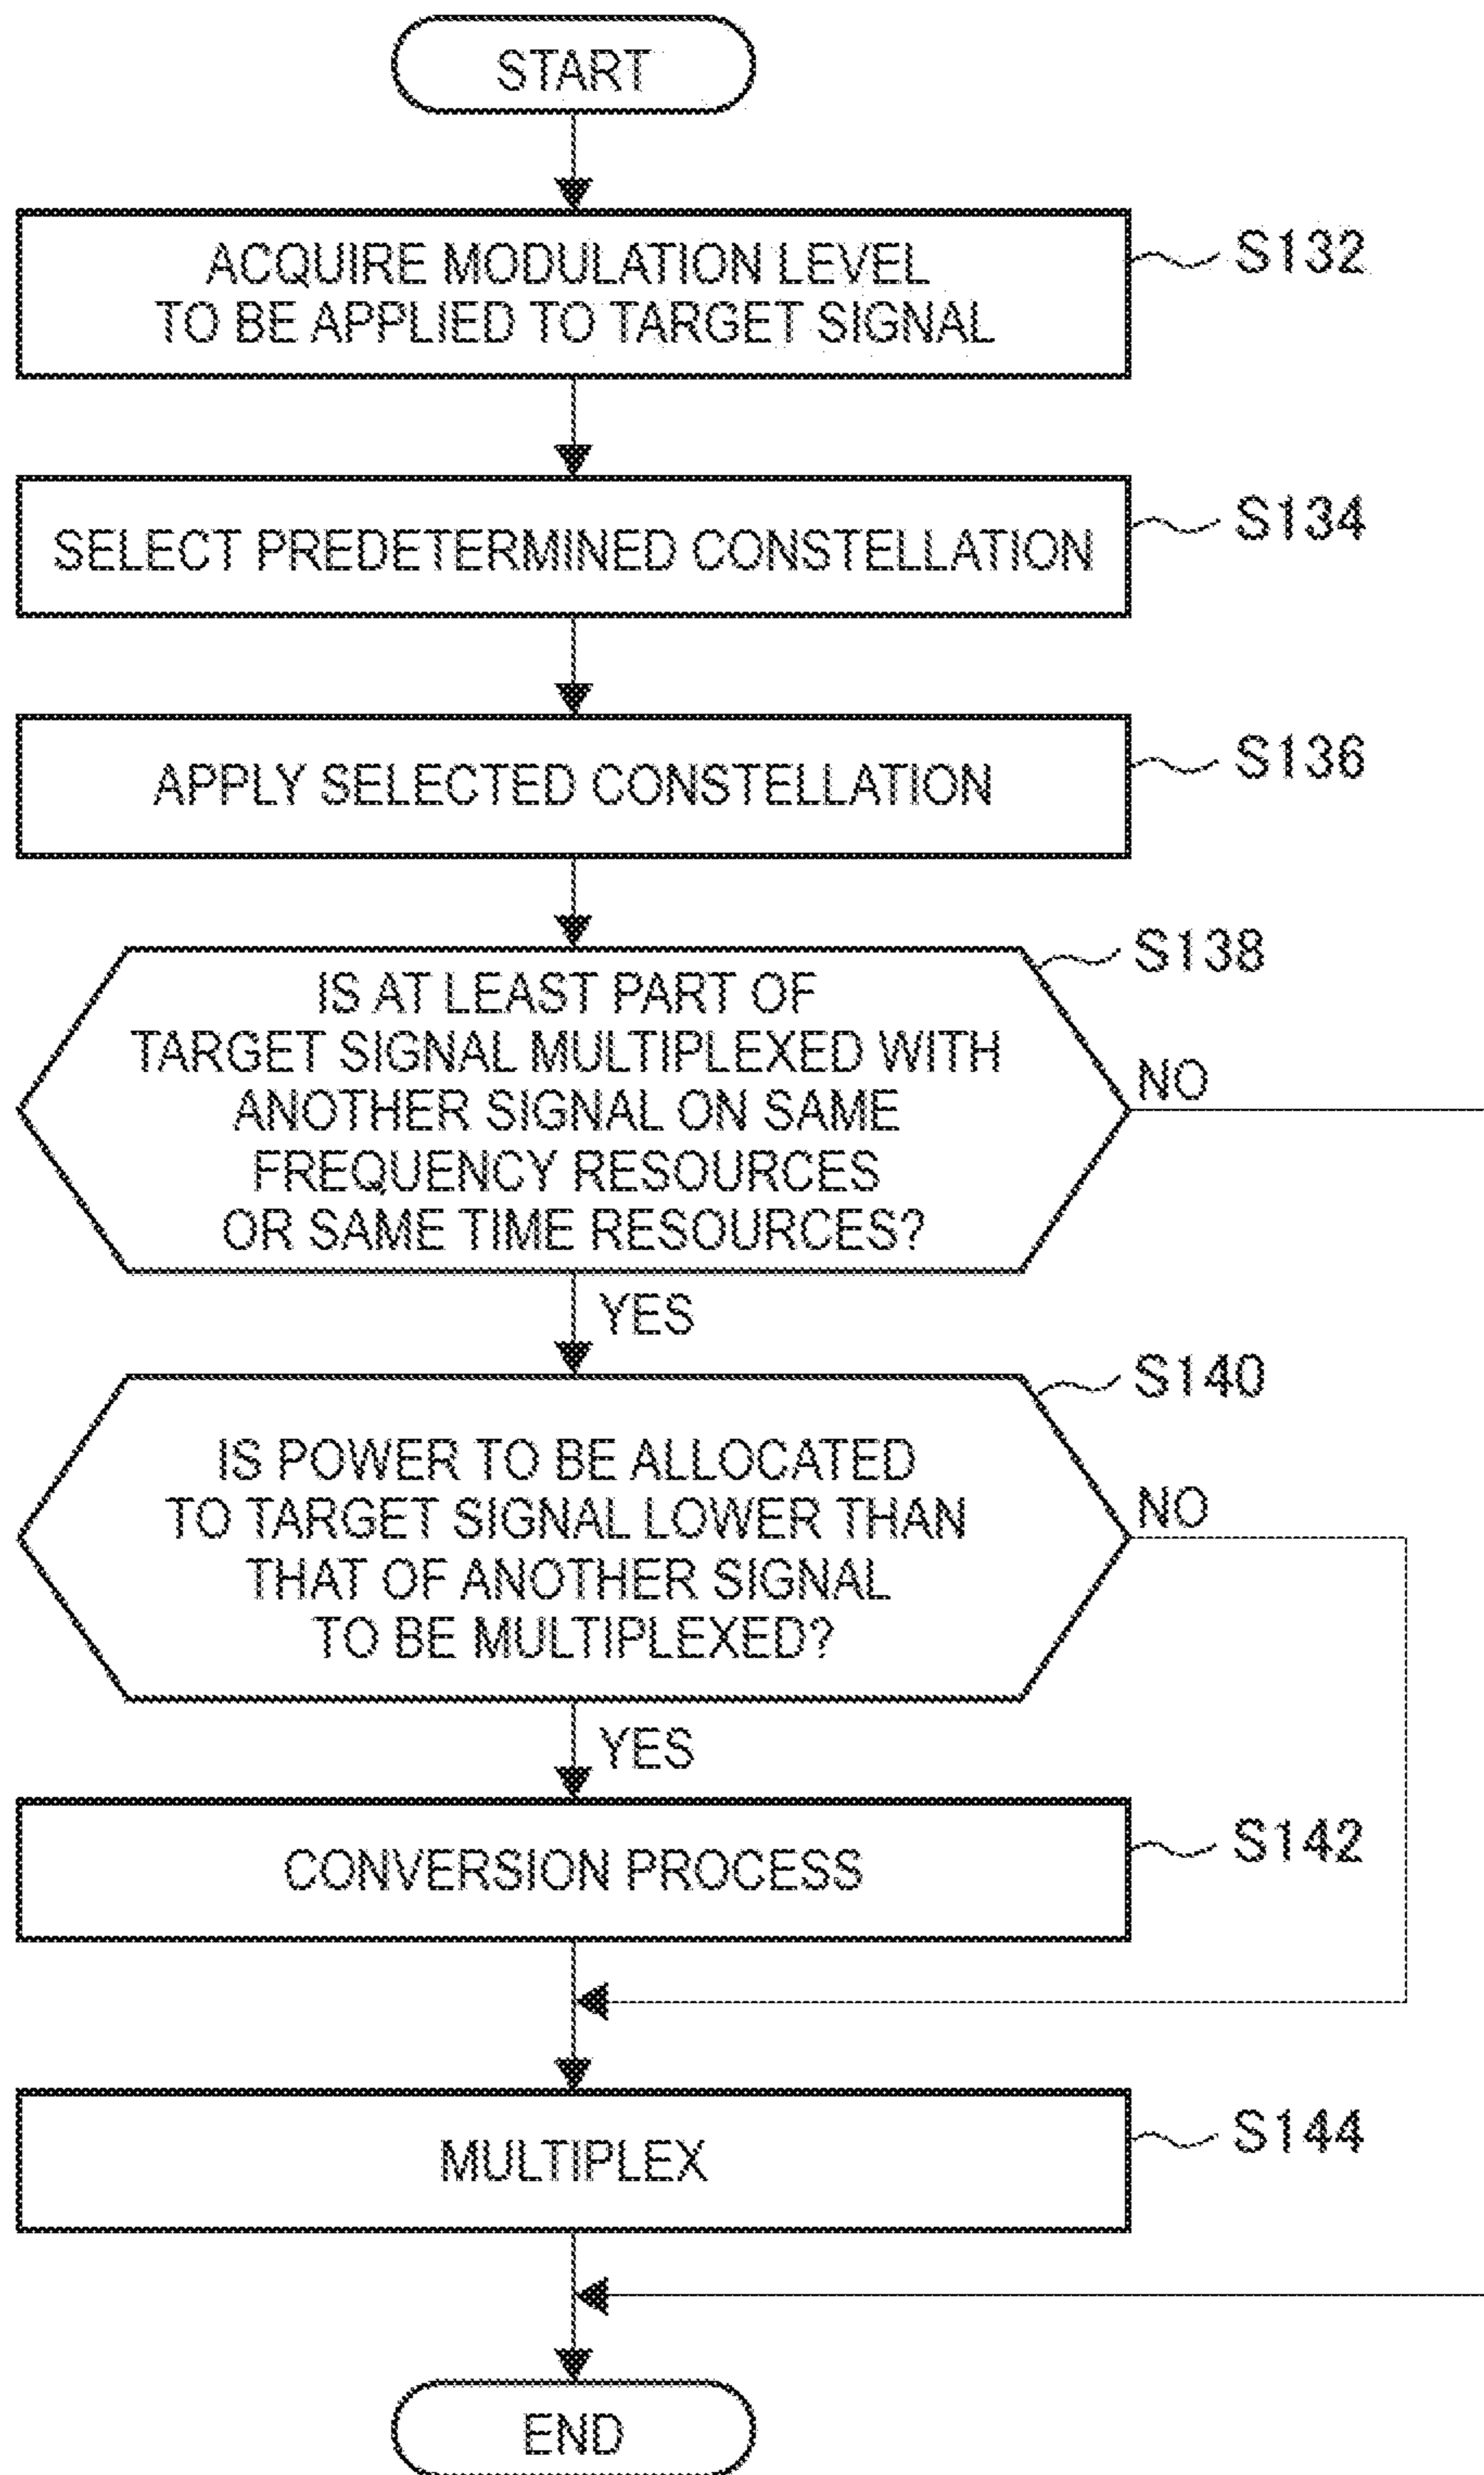 START
ACQUIRE MODULATION LEVEL
TO BE APPLIED TO TARGET SIGNAL
S132
SELECT PREDETERMINED CONSTELLATION
S134
APPLY SELECTED CONSTELLATION
S136
IS AT LEAST PART OF
TARGET SIGNAL MULTIPLEXED WITH
ANOTHER SIGNAL ON SAME
FREQUENCY RESOURCES
OR SAME TIME RESOURCES?
S138
NO
YES
IS POWER TO BE ALLOCATED
TO TARGET SIGNAL LOWER THAN
THAT OF ANOTHER SIGNAL
TO BE MULTIPLEXED?
S140
NO
YES
CONVERSION PROCESS
S142
MULTIPLEX
S144
END